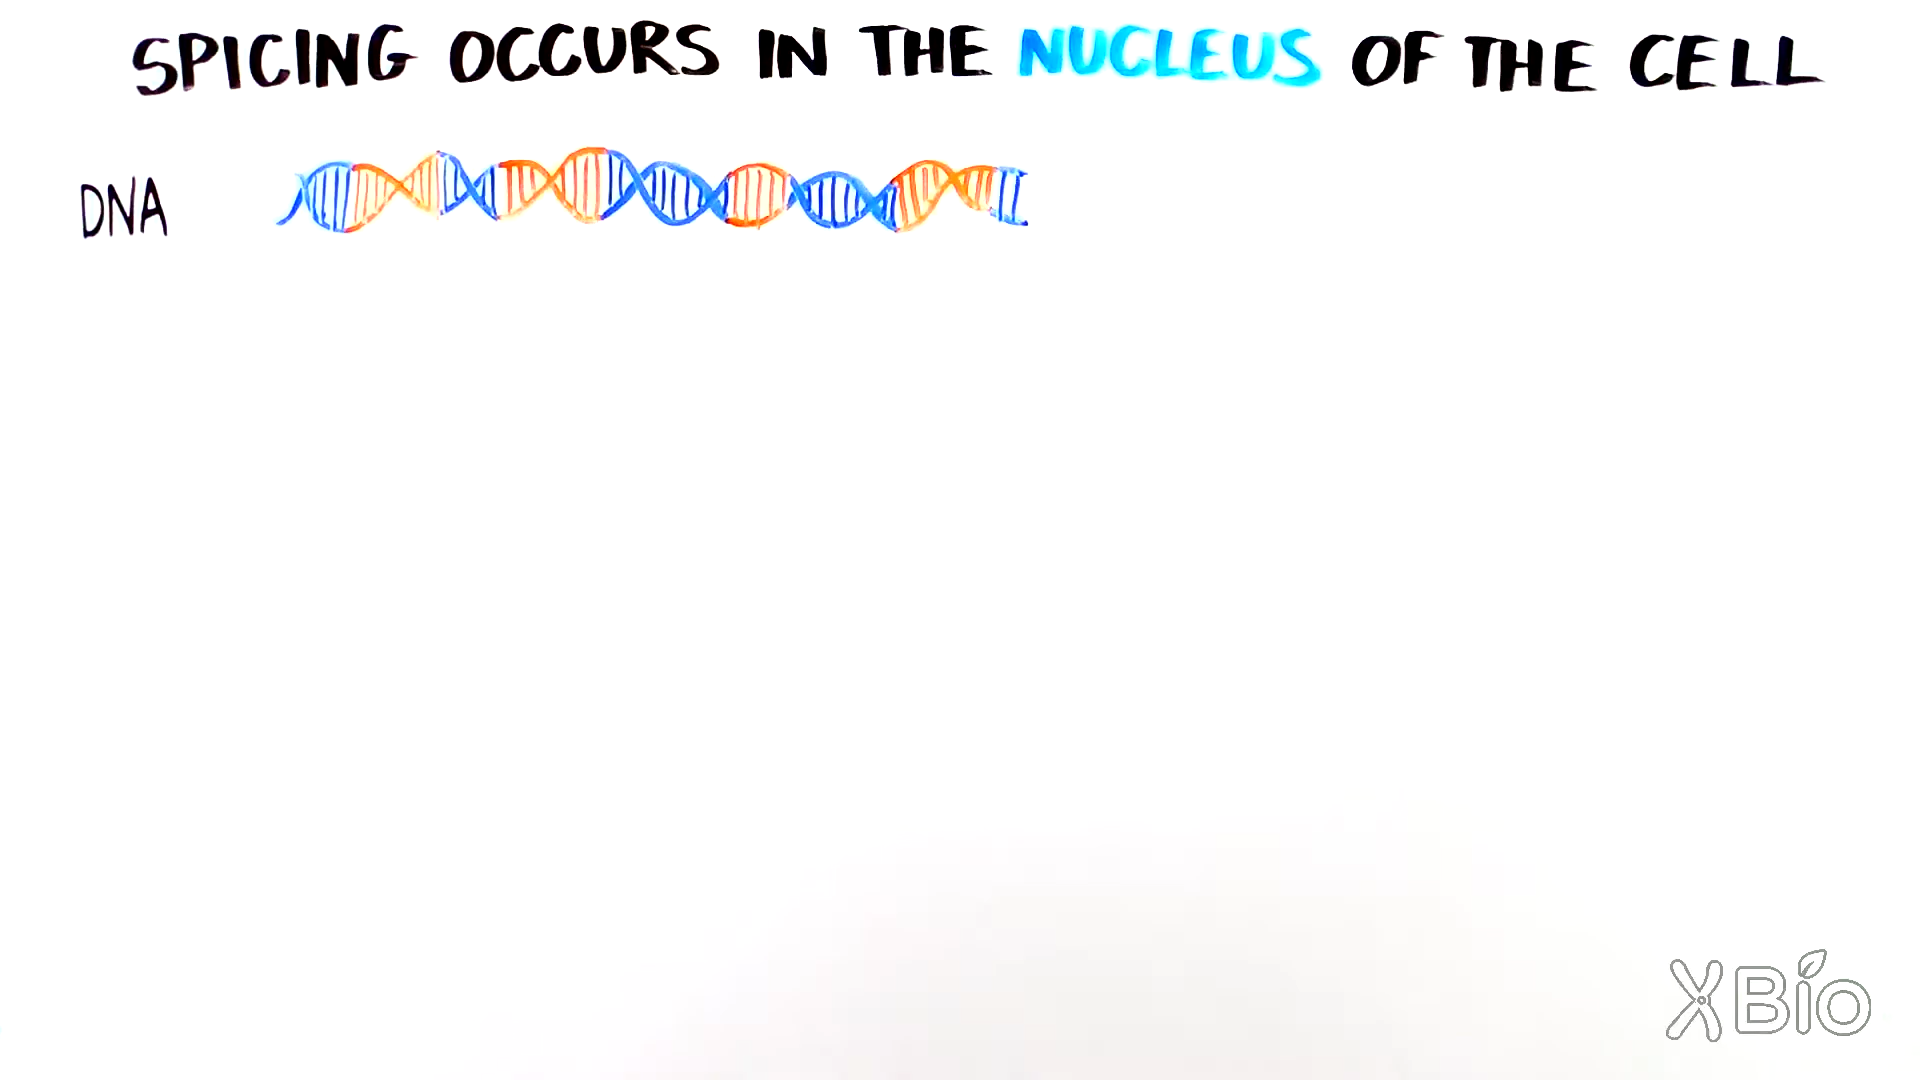 SPICING OCCURS IN THE NUCLEUS OF THE CELL
DNA
XBio